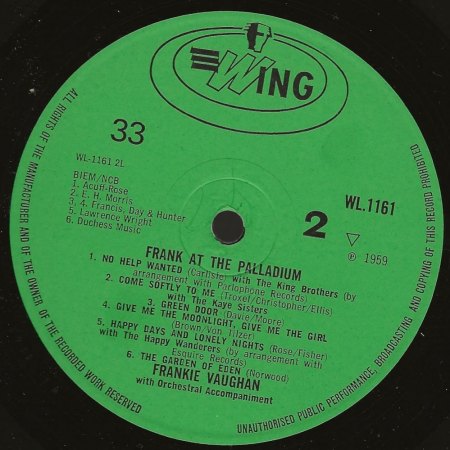 WING
33
WL-1161 2L
BIEM/NCB
1. Acuff-Rose
2. E. H. Morris
3. 4. Francis, Day & Hunter
5. Lawrence Wright
6. Duchess Music
WL.1161
2
℗ 1959
FRANK AT THE PALLADIUM
1. NO HELP WANTED (Carlisle) with The King Brothers (by
arrangement with Parlophone Records)
2. COME SOFTLY TO ME (Troxel/Christopher/Ellis)
with The Kaye Sisters
3. GREEN DOOR (Davie/Moore)
4. GIVE ME THE MOONLIGHT, GIVE ME THE GIRL
(Brown/Von Tilzer)
5. HAPPY DAYS AND LONELY NIGHTS (Rose/Fisher)
with The Happy Wanderers (by arrangement with
Esquire Records)
6. THE GARDEN OF EDEN (Norwood)
FRANKIE VAUGHAN
with Orchestral Accompaniment
ALL RIGHTS OF THE MANUFACTURER AND OF THE OWNER OF THE RECORDED WORK RESERVED
UNAUTHORISED PUBLIC PERFORMANCE, BROADCASTING AND COPYING OF THIS RECORD PROHIBITED